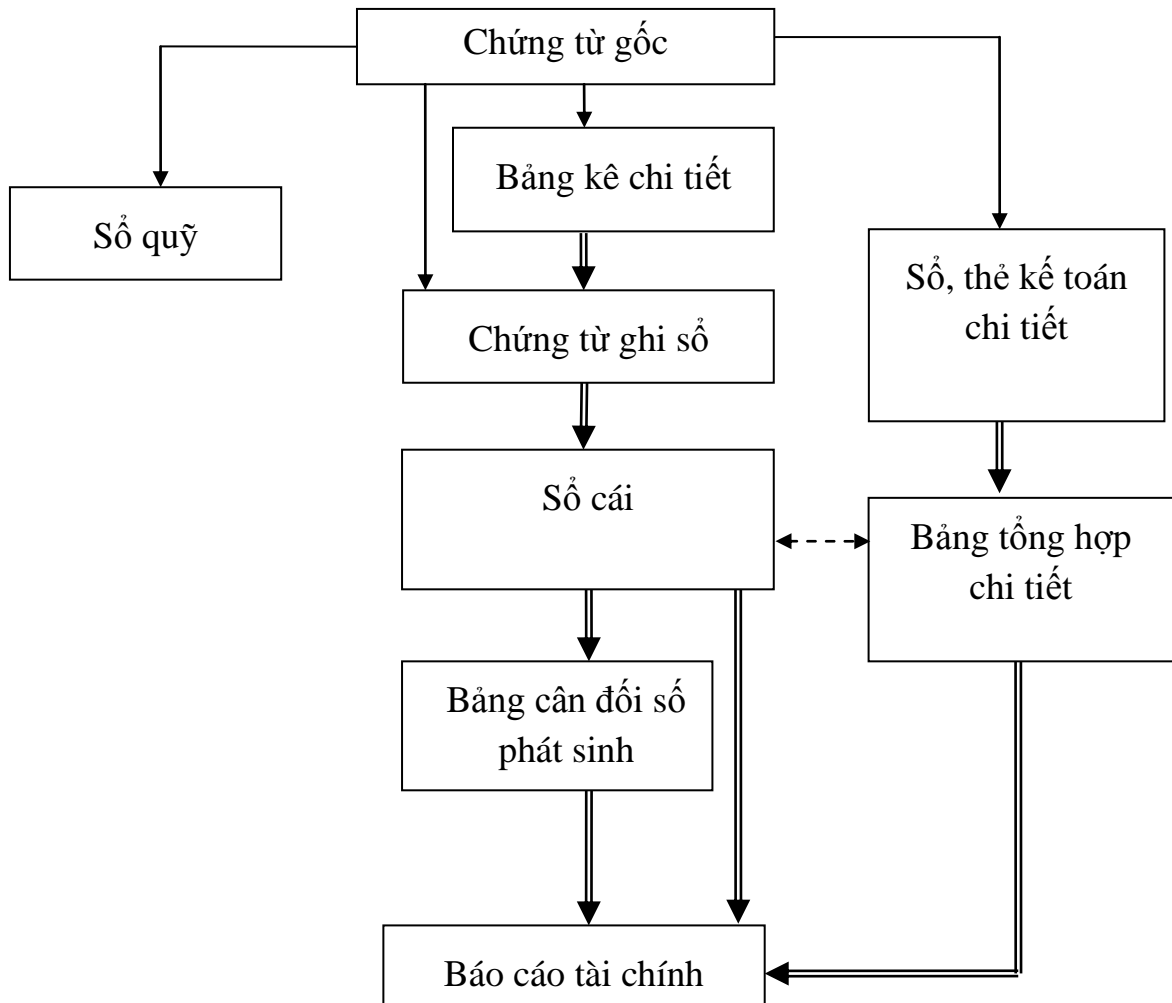 Chứng từ gốc
Bảng kê chi tiết
Sổ quỹ
Sổ, thẻ kế toán
chi tiết
Chứng từ ghi sổ
Sổ cái
Bảng tổng hợp
chi tiết
Bảng cân đối số
phát sinh
Báo cáo tài chính